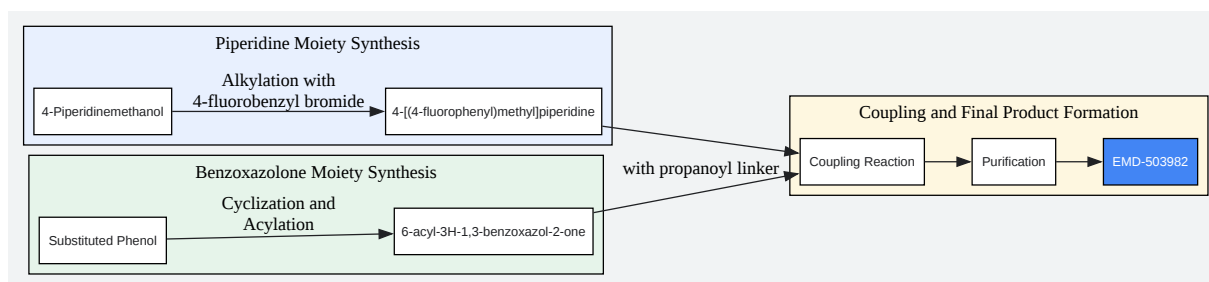 Piperidine Moiety Synthesis
4-Piperidinemethanol
Alkylation with
4-fluorobenzyl bromide
4-[(4-fluorophenyl)methyl]piperidine
Benzoxazolone Moiety Synthesis
Substituted Phenol
Cyclization and
Acylation
6-acyl-3H-1,3-benzoxazol-2-one
with propanoyl linker
Coupling and Final Product Formation
Coupling Reaction
Purification
EMD-503982